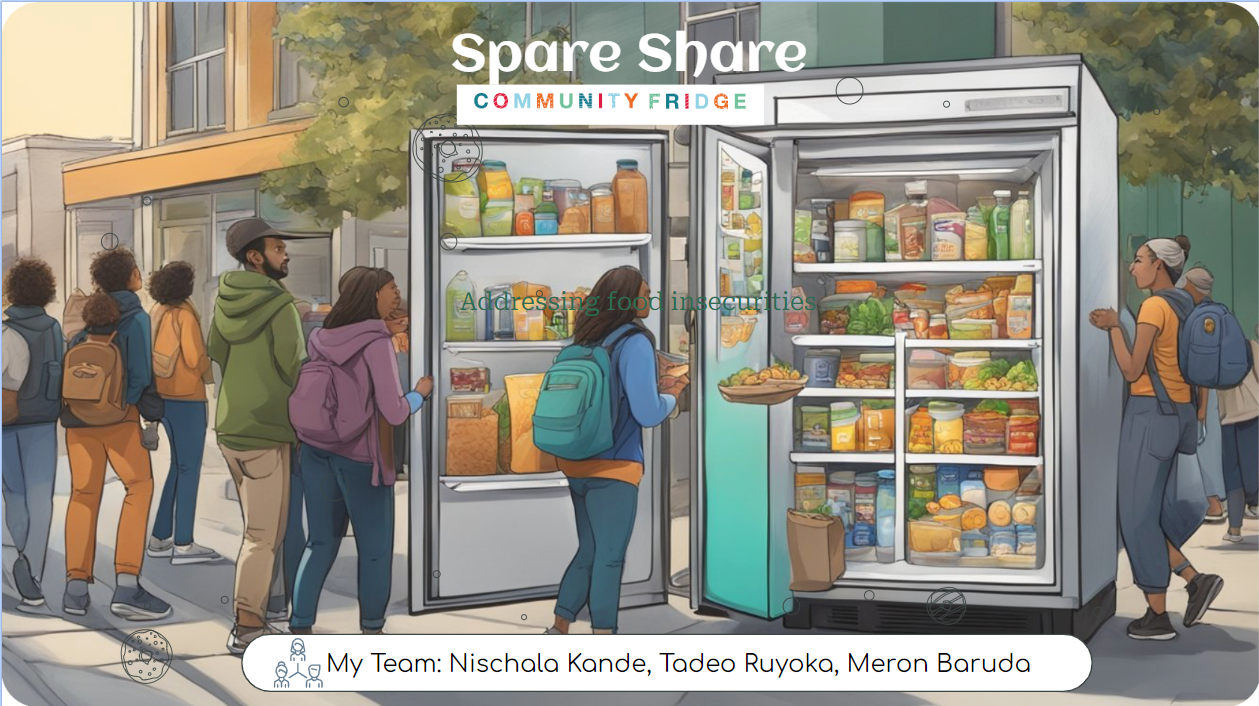 Spare Share
COMMUNITY FRIDGE
Addressing food insecurities
My Team: Nischala Kande, Tadeo Ruyoka, Meron Baruda